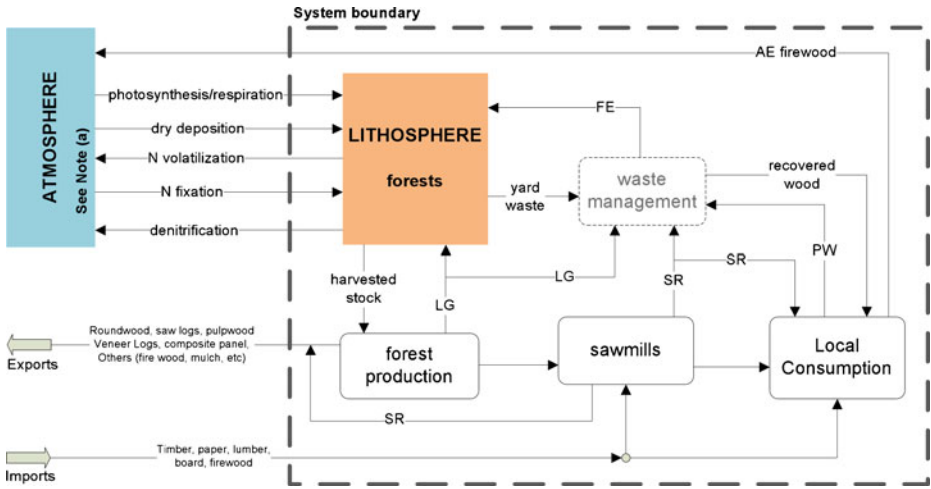 System boundary
AE firewood
ATMOSPHERE
See Note (a)
photosynthesis/respiration
dry deposition
N volatilization
N fixation
denitrification
LITHOSPHERE
forests
FE
yard
waste
waste
management
recovered
wood
PW
harvested
stock
LG
LG
SR
SR
Roundwood, saw logs, pulpwood
Veneer Logs, composite panel,
Others (fire wood, mulch, etc)
Exports
forest
production
sawmills
Local
Consumption
SR
Timber, paper, lumber,
board, firewood
Imports